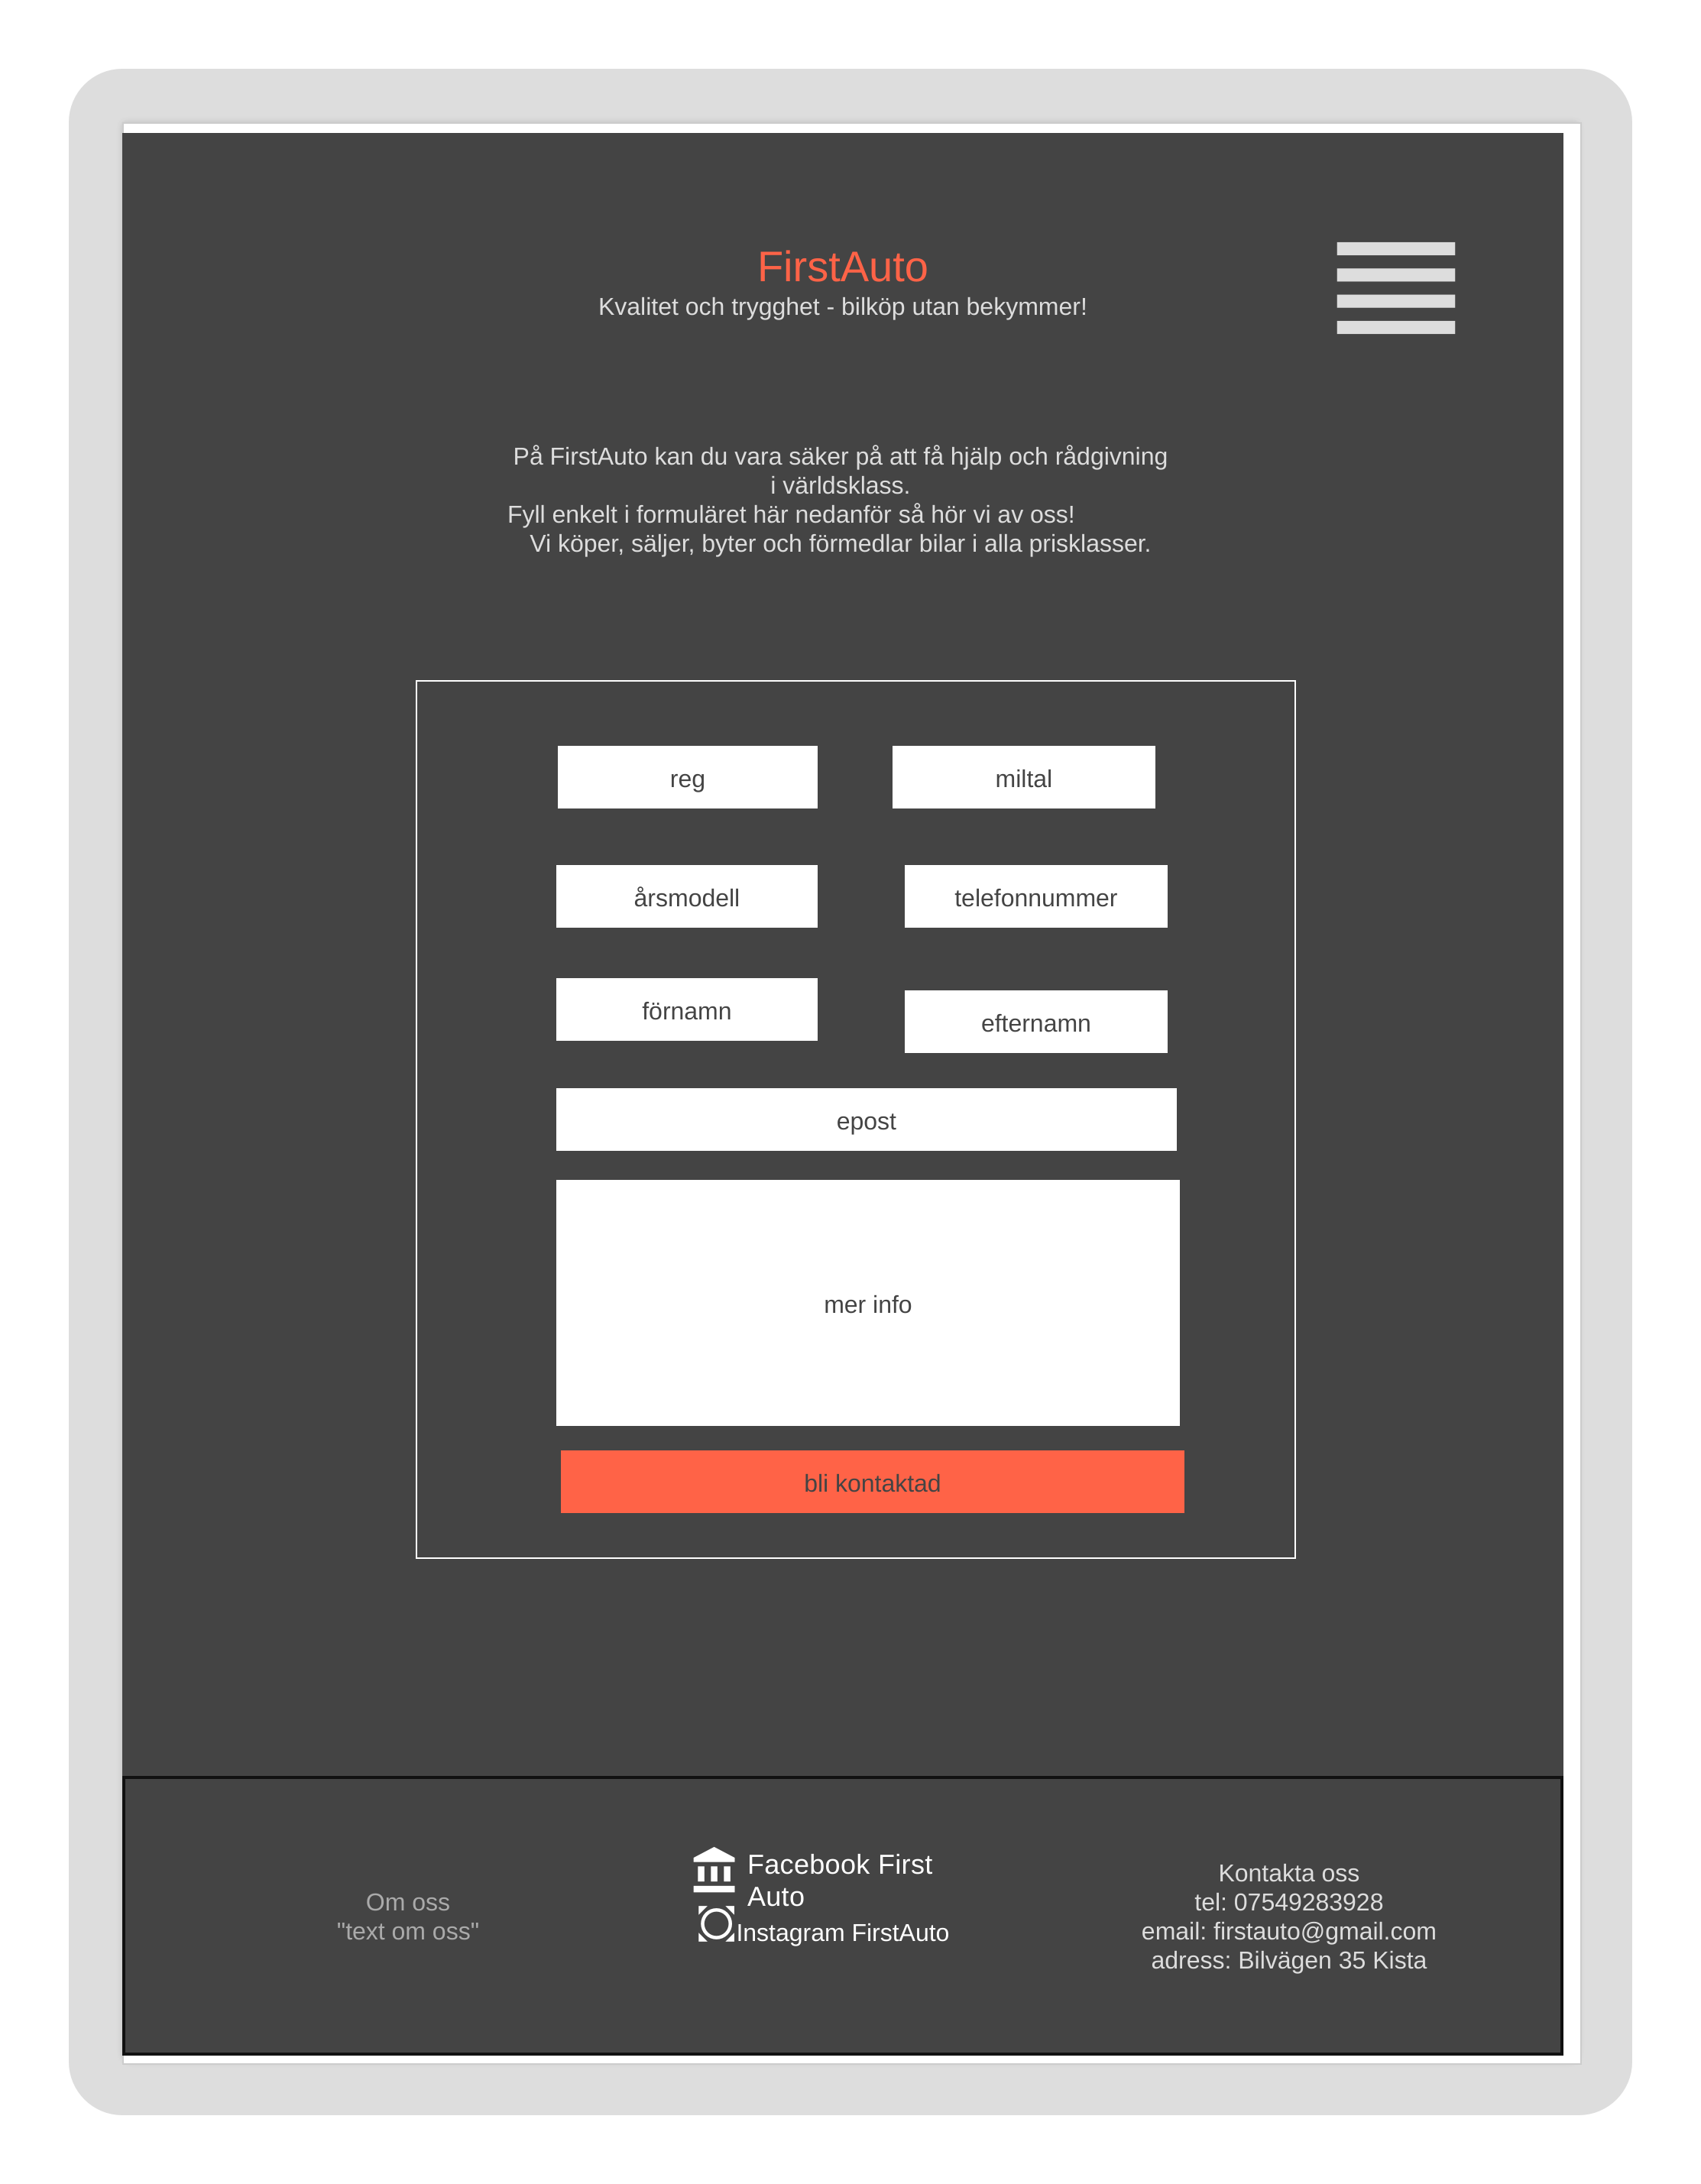 FirstAuto
Kvalitet och trygghet - bilköp utan bekymmer!
På FirstAuto kan du vara säker på att få hjälp och rådgivning
i världsklass.
Fyll enkelt i formuläret här nedanför så hör vi av oss!
Vi köper, säljer, byter och förmedlar bilar i alla prisklasser.
reg
miltal
årsmodell
telefonnummer
förnamn
efternamn
epost
mer info
bli kontaktad
Om oss
"text om oss"
Facebook First
Auto
Instagram FirstAuto
Kontakta oss
tel: 07549283928
email: firstauto@gmail.com
adress: Bilvägen 35 Kista